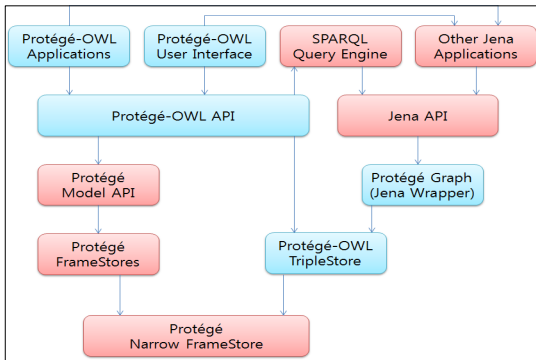 Protégé-OWL
Applications
Protégé-OWL
User Interface
SPARQL
Query Engine
Other Jena
Applications
Protégé-OWL API
Jena API
Protégé
Model API
Protégé Graph
(Jena Wrapper)
Protégé
FrameStores
Protégé-OWL
TripleStore
Protégé
Narrow FrameStore